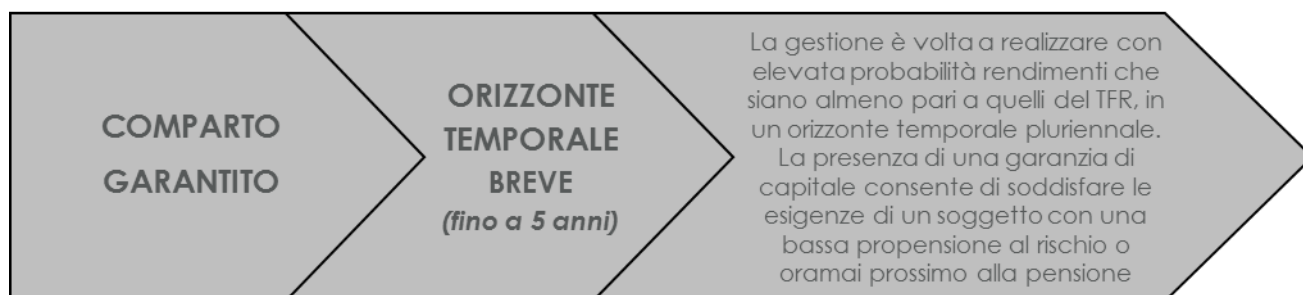 COMPARTO
GARANTITO
ORIZZONTE
TEMPORALE
BREVE
(fino a 5 anni)
La gestione è volta a realizzare con
elevata probabilità rendimenti che
siano almeno pari a quelli del TFR, in
un orizzonte temporale pluriennale.
La presenza di una garanzia di
capitale consente di soddisfare le
esigenze di un soggetto con una
bassa propensione al rischio o
oramai prossimo alla pensione